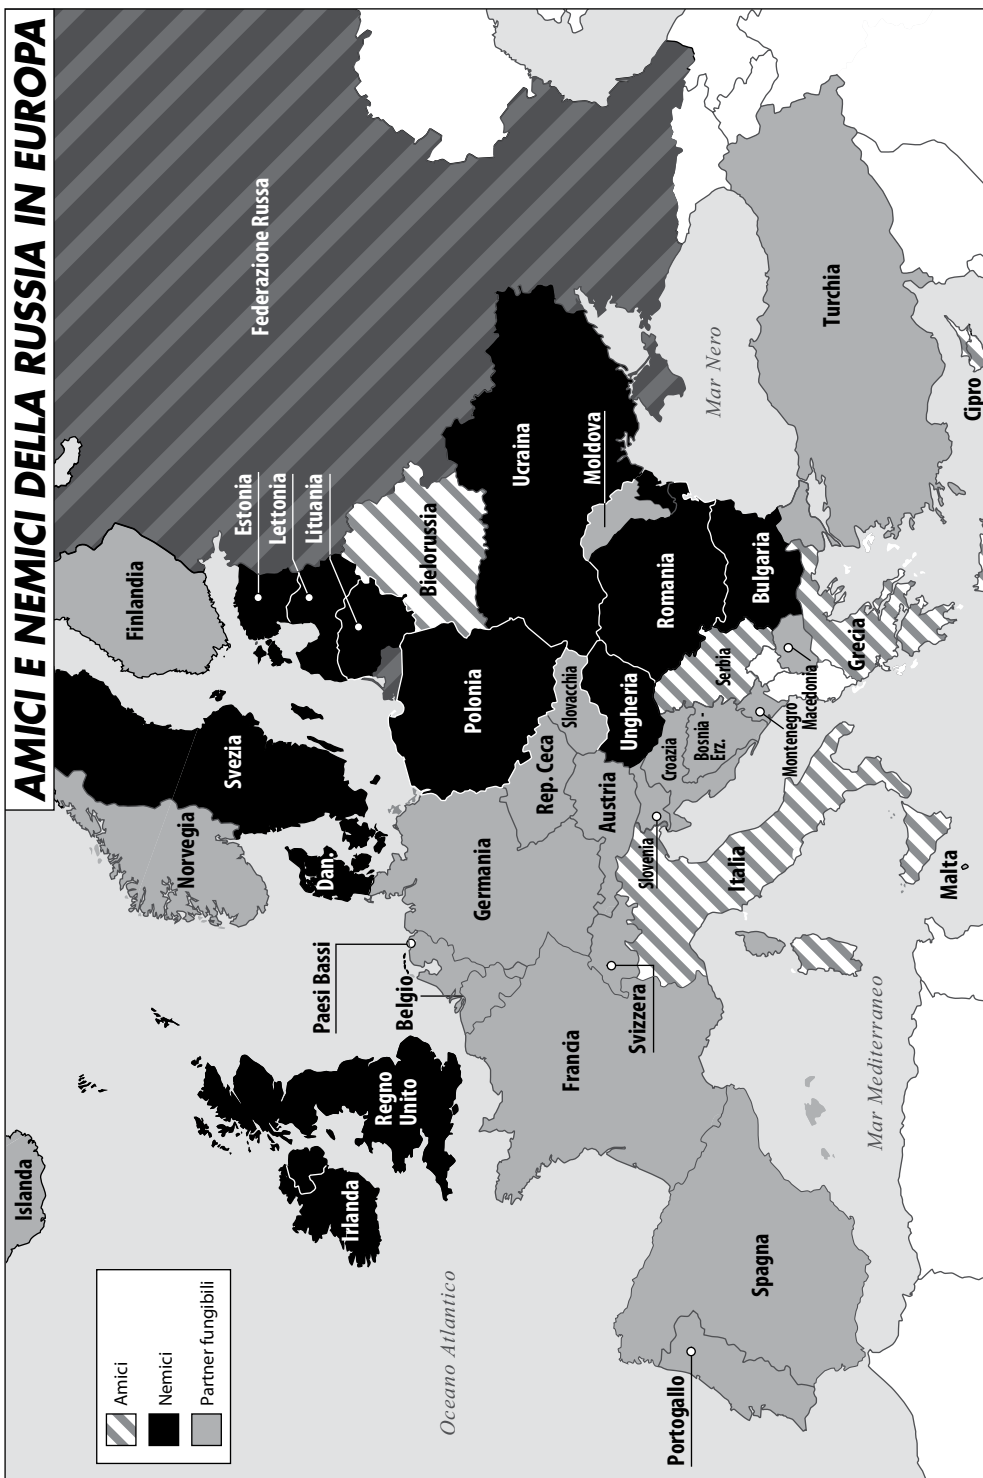 AMICI E NEMICI DELLA RUSSIA IN EUROPA
Islanda
Norvegia
Svezia
Finlandia
Federazione Russa
Estonia
Lettonia
Lituania
Dan.
Irlanda
Regno
Unito
Paesi Bassi
Belgio
Germania
Polonia
Bielorussia
Ucraina
Oceano Atlantico
Francia
Svizzera
Rep. Ceca
Slovacchia
Austria
Ungheria
Moldova
Romania
Slovenia
Croazia
Bosnia -
Erz.
Serbia
Bulgaria
Mar Nero
Portogallo
Spagna
Italia
Montenegro
Macedonia
Grecia
Turchia
Mar Mediterraneo
Malta
Cipro
Amici
Nemici
Partner fungibili